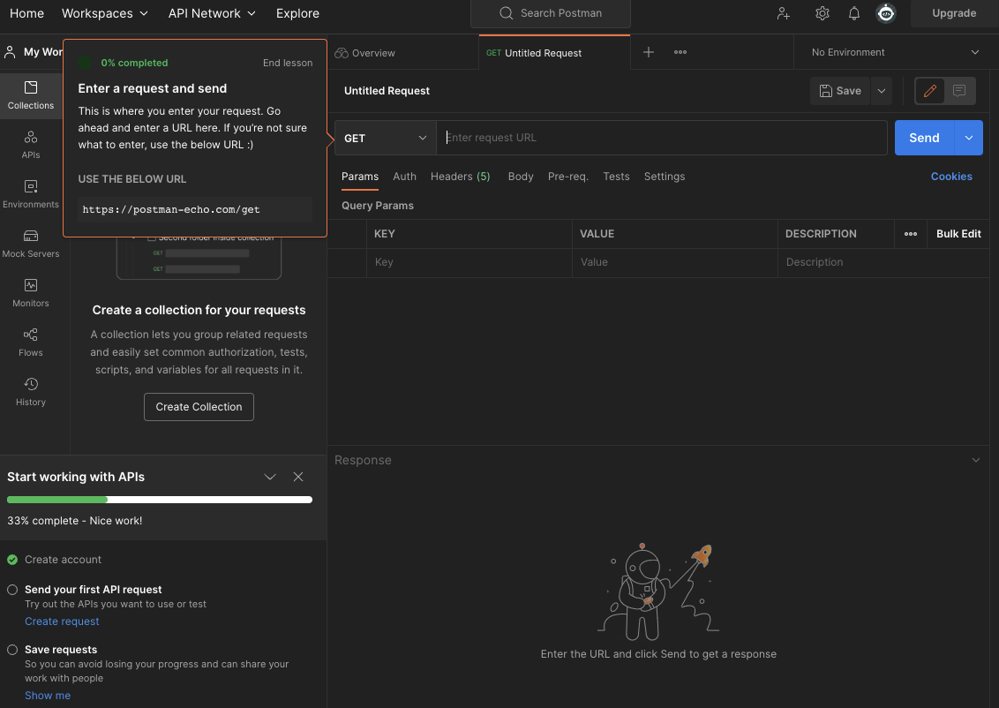 Home Workspaces API Network Explore Search Postman Upgrade
My Wor
Overview GET Untitled Request No Environment
0% completed End lesson
Enter a request and send
This is where you enter your request. Go
ahead and enter a URL here. If you’re not sure
what to enter, use the below URL :)
USE THE BELOW URL
https://postman-echo.com/get
Collections
APIs
Environments
Mock Servers
Monitors
Flows
History
Second folder inside collection
GET
GET
Create a collection for your requests
A collection lets you group related requests
and easily set common authorization, tests,
scripts, and variables for all requests in it.
Create Collection
Untitled Request Save
GET Enter request URL Send
Params Auth Headers (5) Body Pre-req. Tests Settings Cookies
Query Params
KEY VALUE DESCRIPTION Bulk Edit
Key Value Description
Response
Enter the URL and click Send to get a response
Start working with APIs
33% complete - Nice work!
Create account
Send your first API request
Try out the APIs you want to use or test
Create request
Save requests
So you can avoid losing your progress and can share your
work with people
Show me